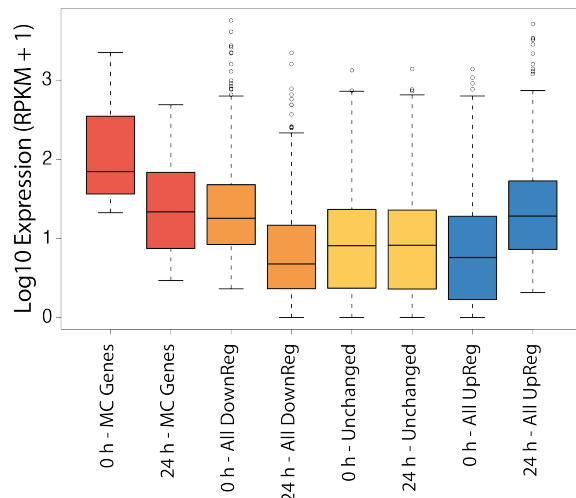 Log10 Expression (RPKM + 1)
3
2
1
0
0 h - MC Genes
24 h - MC Genes
0 h - All DownReg
24 h - All DownReg
0 h - Unchanged
24 h - Unchanged
0 h - All UpReg
24 h - All UpReg